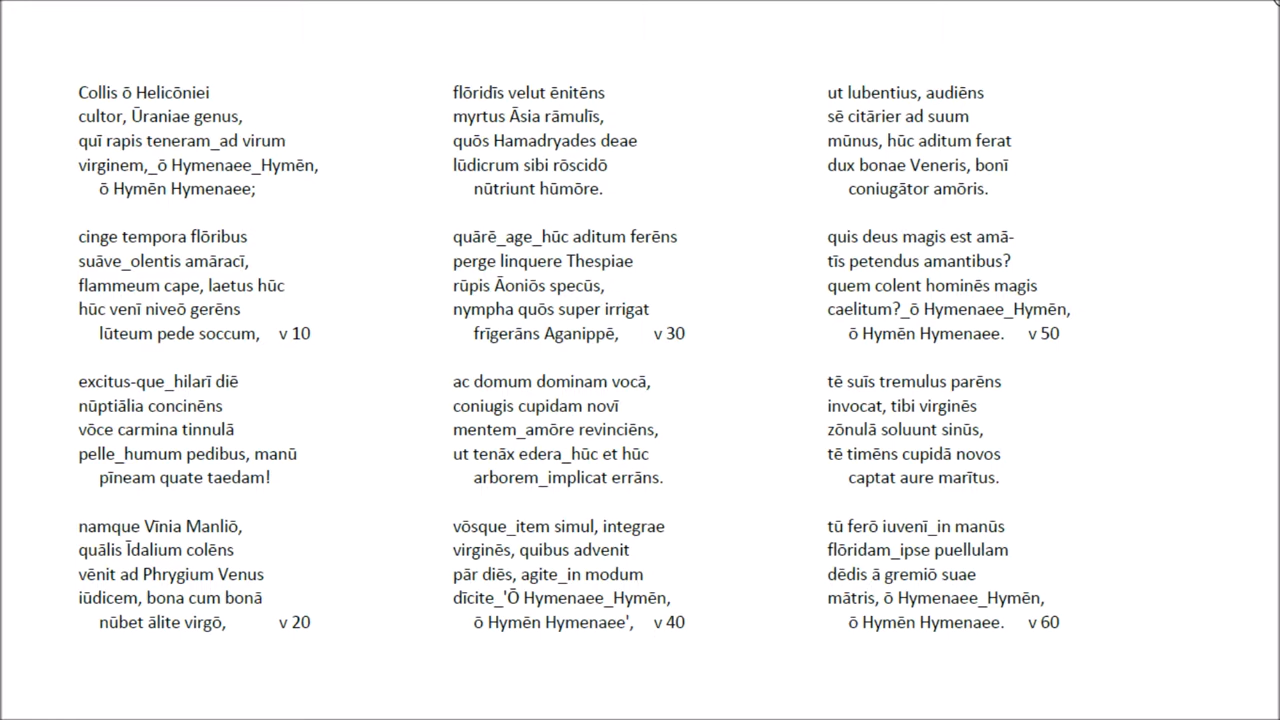 Collis ō Helicōniei
cultor, Ūraniae genus,
quī rapis teneram_ad virum
virginem,_ō Hymenaee_Hymēn,
ō Hymēn Hymenaee;
cinge tempora flōribus
suāve_olentis amāracī,
flammeum cape, laetus hūc
hūc venī niveō gerēns
lūteum pede soccum, v 10
excitus-que_hilarī diē
nūptiālia concinēns
vōce carmina tinnulā
pelle_humum pedibus, manū
pīneam quate taedam!
namque Vīnia Manliō,
quālis Īdalium colēns
vēnit ad Phrygium Venus
iūdicem, bona cum bonā
nūbet ālite virgō, v 20
flōridīs velut ēnitēns
myrtus Āsia rāmulīs,
quōs Hamadryades deae
lūdicrum sibi rōscidō
nūtriunt hūmōre.
quārē_age_hūc aditum ferēns
perge linquere Thespiae
rūpis Āoniōs specūs,
nympha quōs super irrigat
frīgerāns Aganippē, v 30
ac domum dominam vocā,
coniugis cupidam novī
mentem_amōre revinciēns,
ut tenāx edera_hūc et hūc
arborem_implicat errāns.
vōsque_item simul, integrae
virginēs, quibus advenit
pār diēs, agite_in modum
dīcite_'Ō Hymenaee_Hymēn,
ō Hymēn Hymenaee', v 40
ut lubentius, audiēns
sē citārier ad suum
mūnus, hūc aditum ferat
dux bonae Veneris, bonī
coniugātor amōris.
quis deus magis est amā-
tīs petendus amantibus?
quem colent hominēs magis
caelitum?_ō Hymenaee_Hymēn,
ō Hymēn Hymenaee. v 50
tē suīs tremulus parēns
invocat, tibi virginēs
zōnulā soluunt sinūs,
tē timēns cupidā novos
captat aure marītus.
tū ferō iuvenī_in manūs
flōridam_ipse puellulam
dēdis ā gremiō suae
mātris, ō Hymenaee_Hymēn,
ō Hymēn Hymenaee. v 60